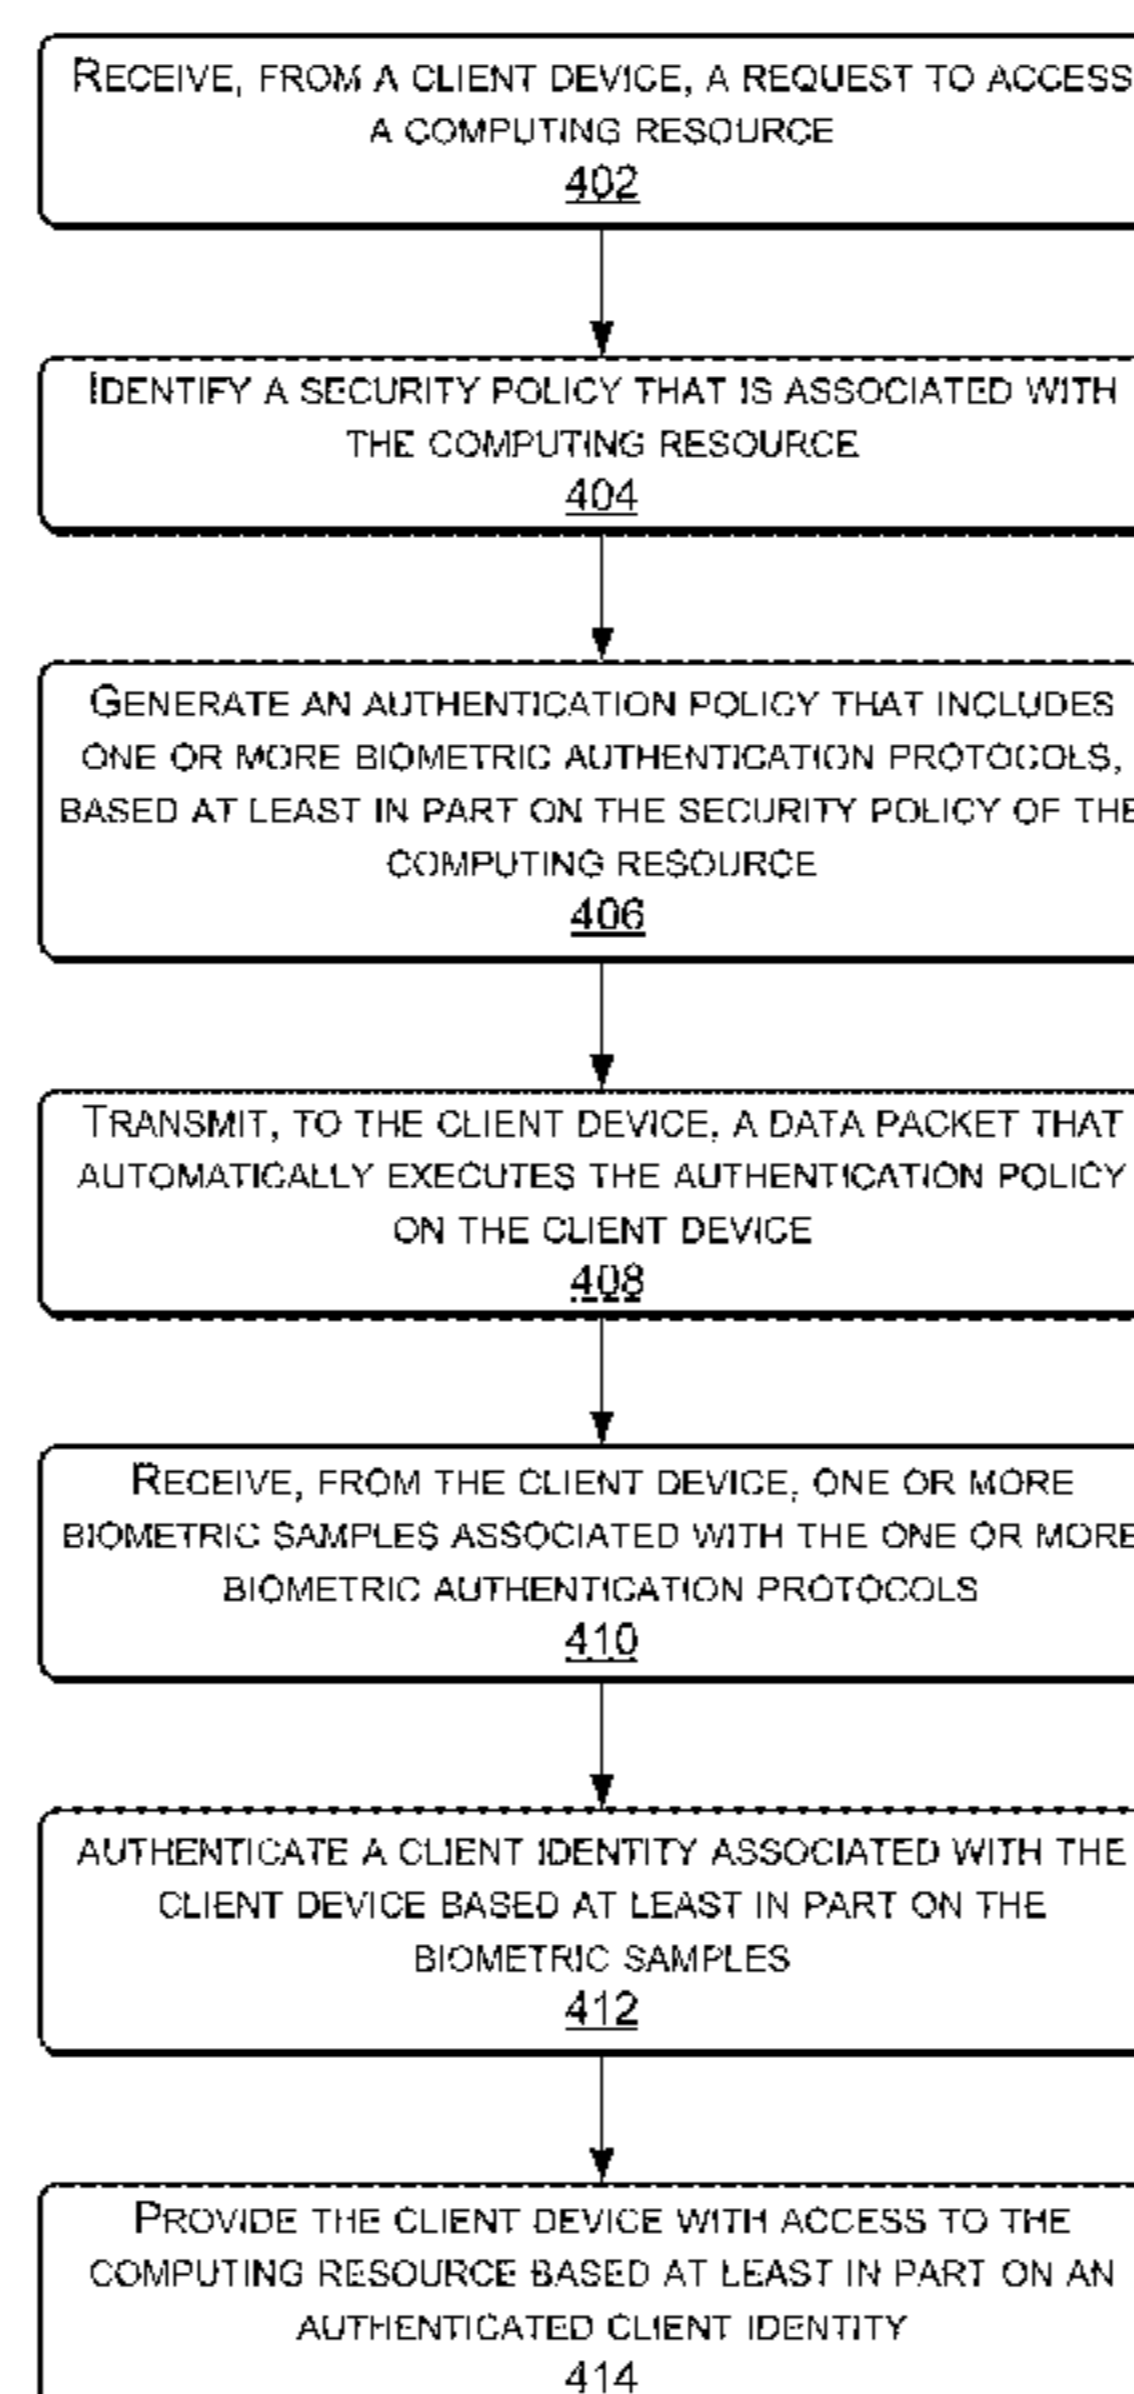 RECEIVE, FROM A CLIENT DEVICE, A REQUEST TO ACCESS
A COMPUTING RESOURCE
402
IDENTIFY A SECURITY POLICY THAT IS ASSOCIATED WITH
THE COMPUTING RESOURCE
404
GENERATE AN AUTHENTICATION POLICY THAT INCLUDES
ONE OR MORE BIOMETRIC AUTHENTICATION PROTOCOLS,
BASED AT LEAST IN PART ON THE SECURITY POLICY OF THE
COMPUTING RESOURCE
406
TRANSMIT, TO THE CLIENT DEVICE, A DATA PACKET THAT
AUTOMATICALLY EXECUTES THE AUTHENTICATION POLICY
ON THE CLIENT DEVICE
408
RECEIVE, FROM THE CLIENT DEVICE, ONE OR MORE
BIOMETRIC SAMPLES ASSOCIATED WITH THE ONE OR MORE
BIOMETRIC AUTHENTICATION PROTOCOLS
410
AUTHENTICATE A CLIENT IDENTITY ASSOCIATED WITH THE
CLIENT DEVICE BASED AT LEAST IN PART ON THE
BIOMETRIC SAMPLES
412
PROVIDE THE CLIENT DEVICE WITH ACCESS TO THE
COMPUTING RESOURCE BASED AT LEAST IN PART ON AN
AUTHENTICATED CLIENT IDENTITY
414